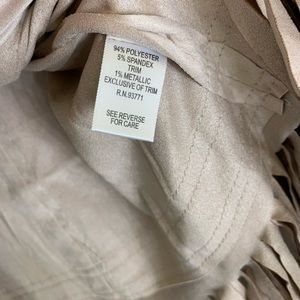 94% POLYESTER
5% SPANDEX
TRIM
1% METALLIC
EXCLUSIVE OF TRIM
R.N.93771
SEE REVERSE
FOR CARE